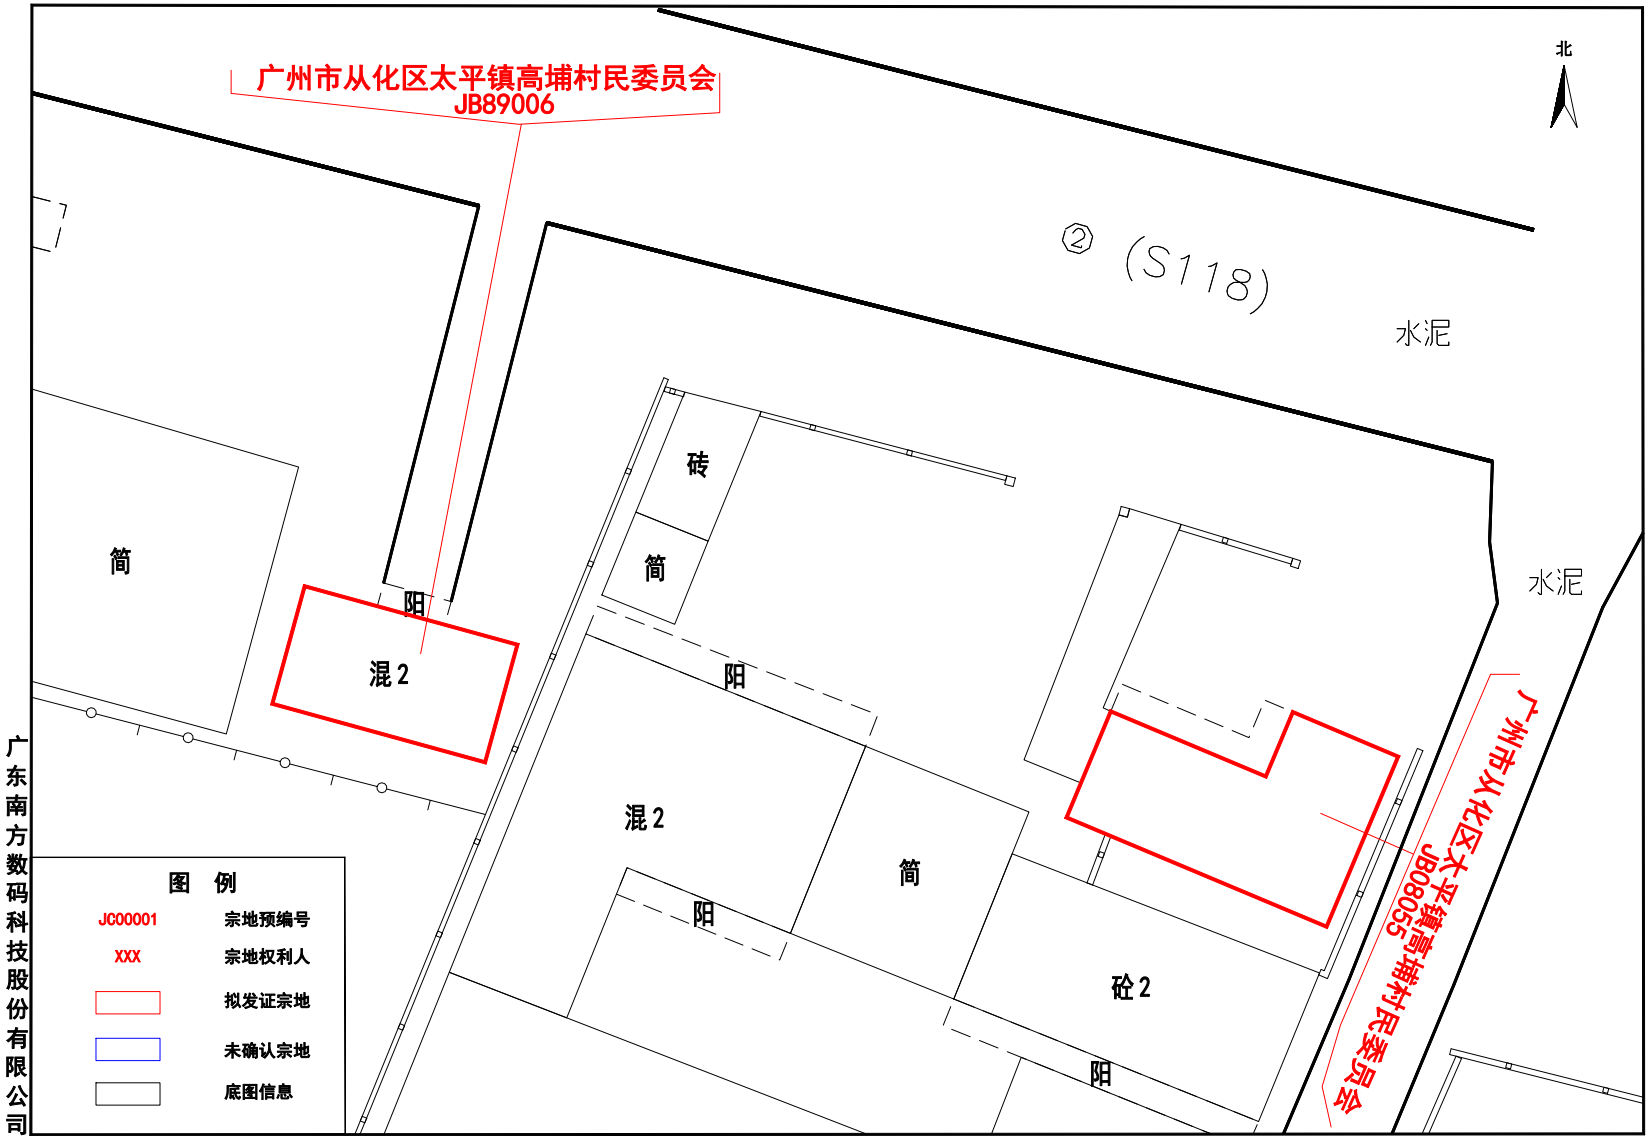 北
广州市从化区太平镇高埔村民委员会
JB89006
② (S118)
水泥
砖
简
简
水泥
阳
混2
阳
广州市从化区太平镇高埔村民委员会
JB08055
混2
简
阳
砼2
阳
广东南方数码科技股份有限公司
图 例
JC00001 宗地预编号
XXX 宗地权利人
拟发证宗地
未确认宗地
底图信息